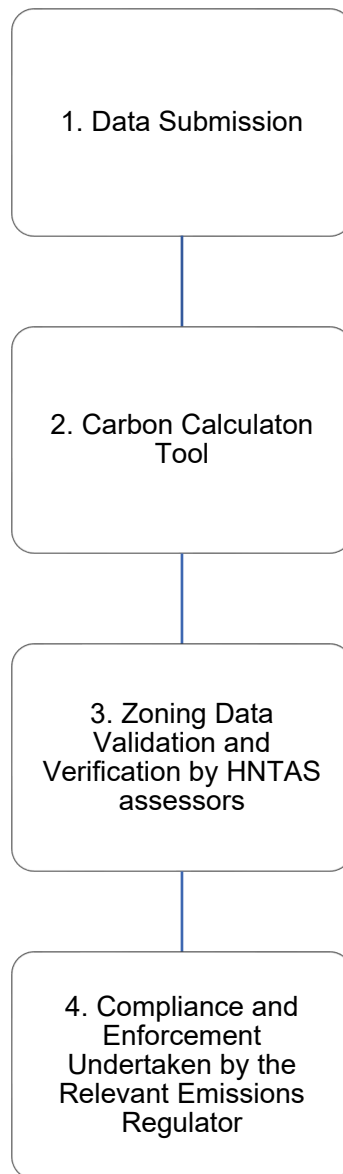 1. Data Submission
2. Carbon Calculaton
Tool
3. Zoning Data
Validation and
Verification by HNTAS
assessors
4. Compliance and
Enforcement
Undertaken by the
Relevant Emissions
Regulator